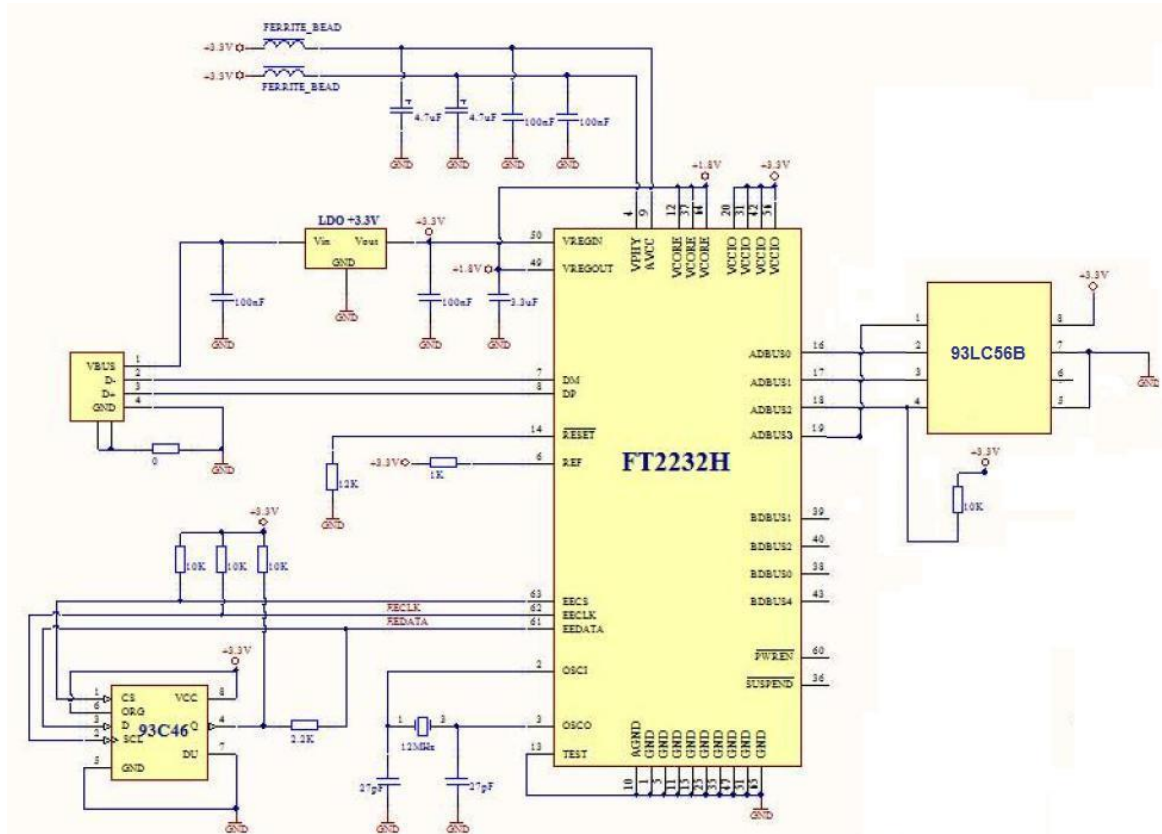 FERRITE_BEAD
+3.3V
+3.3V
FERRITE_BEAD
4.7uF 4.7uF 100nF 100nF
GND GND GND GND
+1.8V +3.3V
4 9 12 37 64 20 31 42 56
VPHY AVCC VCORE VCORE VCORE VCCIO VCCIO VCCIO VCCIO
LDO +3.3V
Vin Vout
GND
+3.3V
50 VREGIN
+1.8V 49 VREGOUT
100nF 100nF 3.3uF
GND GND GND GND
VBUS 1
D- 2
D+ 3
GND 4
0
GND
7 DM
8 DP
14 RESET
+3.3V 1K 6 REF
12K
GND
FT2232H
ADBUS0 16
ADBUS1 17
ADBUS2 18
ADBUS3 19
93LC56B
1 2 3 4
8 7 6 5
+3.3V
GND
+3.3V
10K
BDBUS1 39
BDBUS2 40
BDBUS0 38
BDBUS4 43
PWREN 60
SUSPEND 36
+3.3V
10K 10K 10K
63 EECS
EECLK 62 EECLK
EEDATA 61 EEDATA
+3.3V
1 CS VCC 8
6 ORG
3 D 93C46 Q 4
2 SCL
DU 7
5 GND
2.2K
GND
2 OSCI
1 3
12MHz
3 OSCO
13 TEST
27pF 27pF
GND GND
AGND GND GND GND GND GND GND GND GND GND
10 1 5 11 15 25 35 47 51
GND